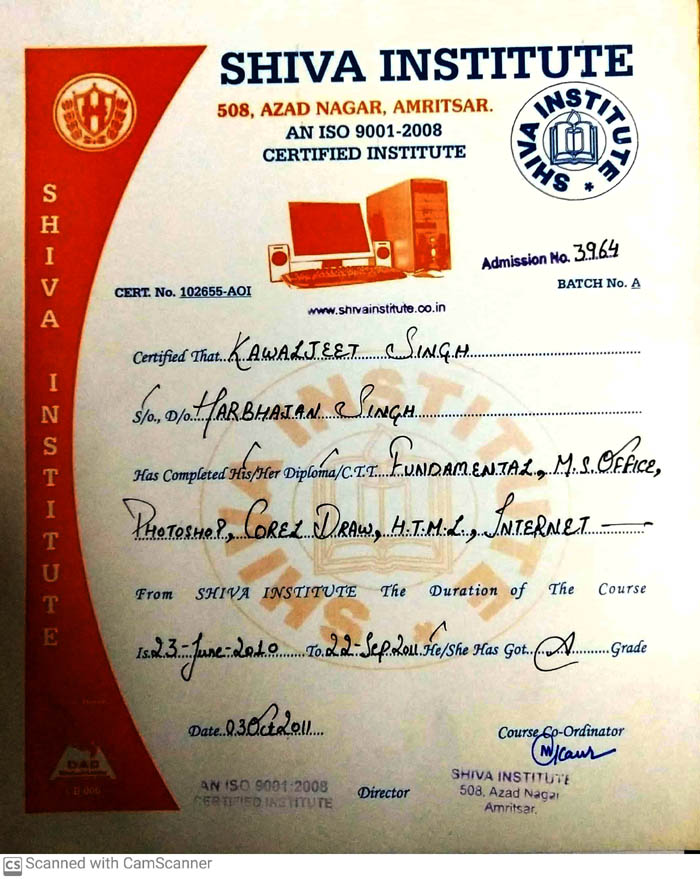 SHIVA INSTITUTE
508, AZAD NAGAR, AMRITSAR.
AN ISO 9001-2008
CERTIFIED INSTITUTE
SHIVA INSTITUTE *
SHIVA INSTITUTE
Admission No. 3964
CERT. No. 102655-AOI
BATCH No. A
www.shivainstitute.co.in
Certified That..KAWALJEET SINGH
S/o., D/o. HARBHAJAN SINGH
Has Completed His/Her Diploma/C.T.T. FUNDAMENTAL, M.S. OFFICE,
PHOTOSHOP, COREL DRAW, H.T.M.L, INTERNET —
From SHIVA INSTITUTE The Duration of The Course
Is 23-June-2010 To 22-Sep 2011 He/She Has Got A Grade
SHIVA INSTITUTE *
Date 03 Oct 2011
Course Co-Ordinator
AN ISO 9001:2008
CERTIFIED INSTITUTE
Director
SHIVA INSTITUTE
508, Azad Nagar
Amritsar.
DAD
CS Scanned with CamScanner